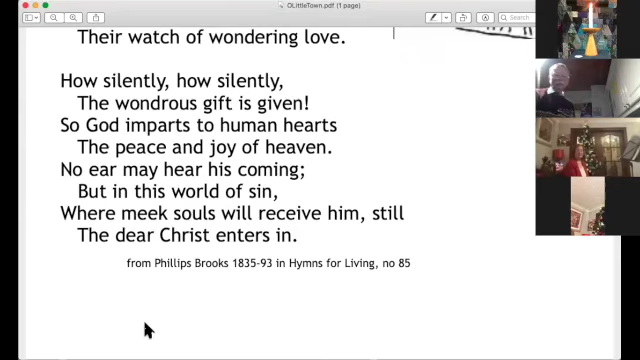 OLittleTown.pdf (1 page)
Search
Their watch of wondering love.
How silently, how silently,
The wondrous gift is given!
So God imparts to human hearts
The peace and joy of heaven.
No ear may hear his coming;
But in this world of sin,
Where meek souls will receive him, still
The dear Christ enters in.
from Phillips Brooks 1835-93 in Hymns for Living, no 85